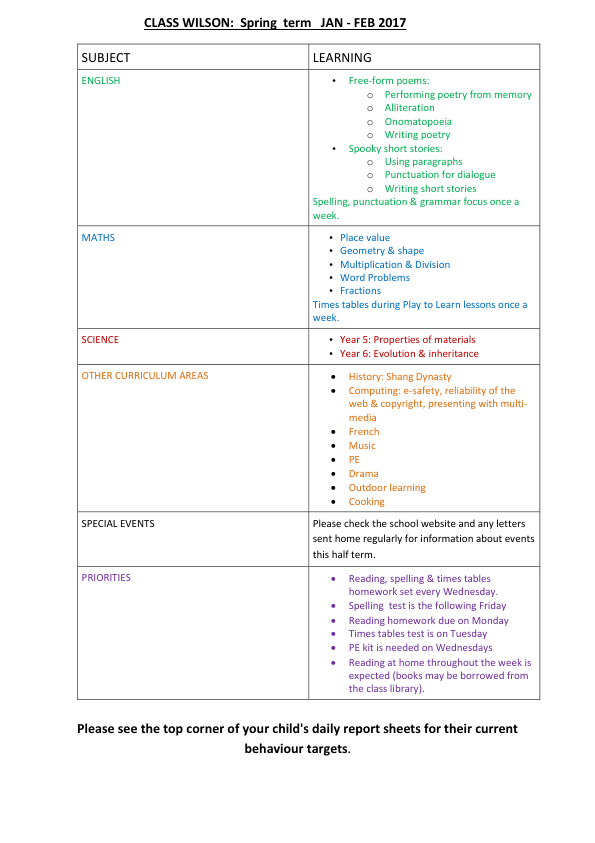 CLASS WILSON:  Spring  term   JAN - FEB 2017
SUBJECT
LEARNING
ENGLISH
• Free-form poems:
o Performing poetry from memory
o Alliteration
o Onomatopoeia
o Writing poetry
• Spooky short stories:
o Using paragraphs
o Punctuation for dialogue
o Writing short stories
Spelling, punctuation & grammar focus once a
week.
MATHS
• Place value
• Geometry & shape
• Multiplication & Division
• Word Problems
• Fractions
Times tables during Play to Learn lessons once a
week.
SCIENCE
• Year 5: Properties of materials
• Year 6: Evolution & inheritance
OTHER CURRICULUM AREAS
• History: Shang Dynasty
• Computing: e-safety, reliability of the
web & copyright, presenting with multi-
media
• French
• Music
• PE
• Drama
• Outdoor learning
• Cooking
SPECIAL EVENTS
Please check the school website and any letters
sent home regularly for information about events
this half term.
PRIORITIES
• Reading, spelling & times tables
homework set every Wednesday.
• Spelling  test is the following Friday
• Reading homework due on Monday
• Times tables test is on Tuesday
• PE kit is needed on Wednesdays
• Reading at home throughout the week is
expected (books may be borrowed from
the class library).
Please see the top corner of your child's daily report sheets for their current
behaviour targets.